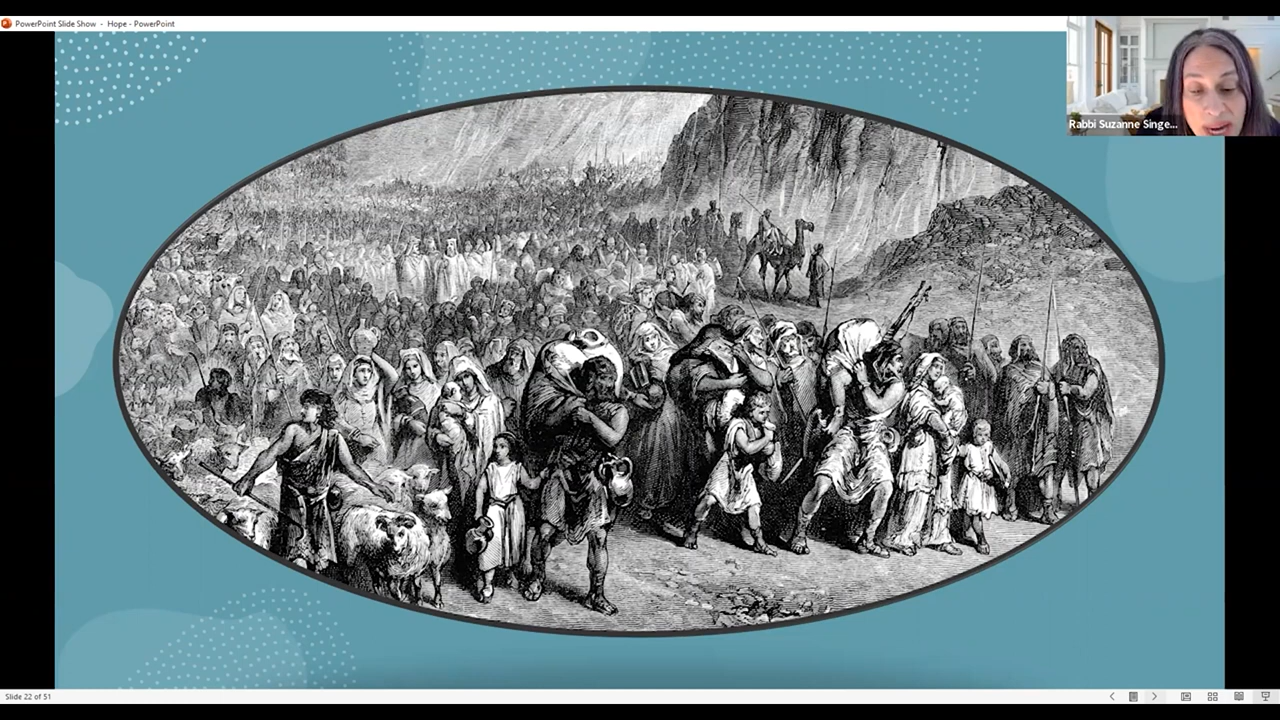 PowerPoint Slide Show - Hope - PowerPoint
Rabbi Suzanne Singe...
Slide 22 of 51